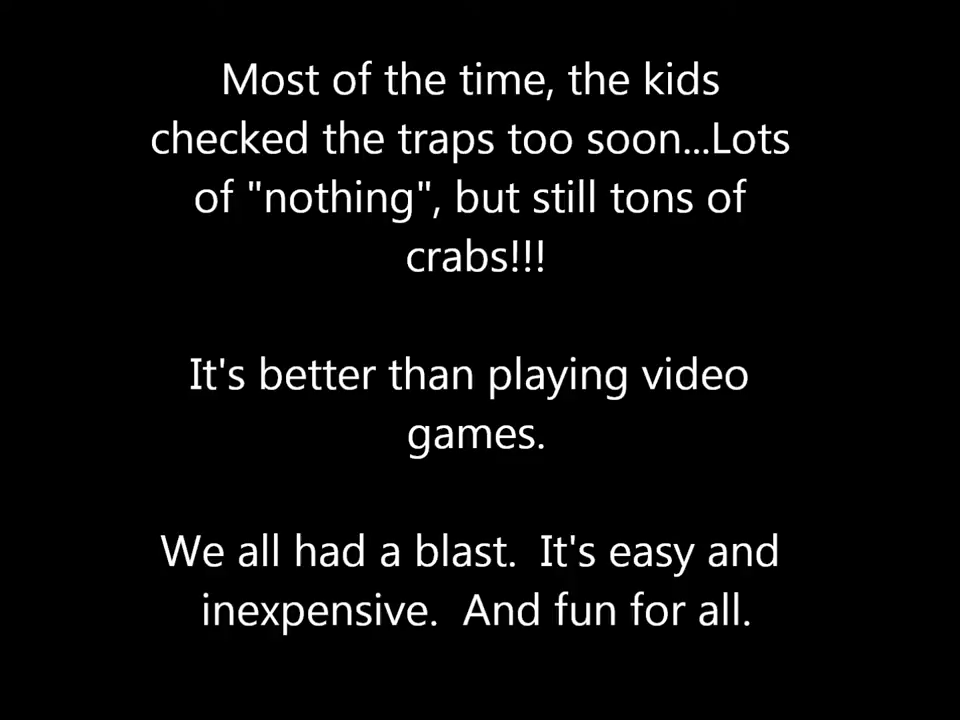 Most of the time, the kids
checked the traps too soon...Lots
of "nothing", but still tons of
crabs!!!
It's better than playing video
games.
We all had a blast.  It's easy and
inexpensive.  And fun for all.